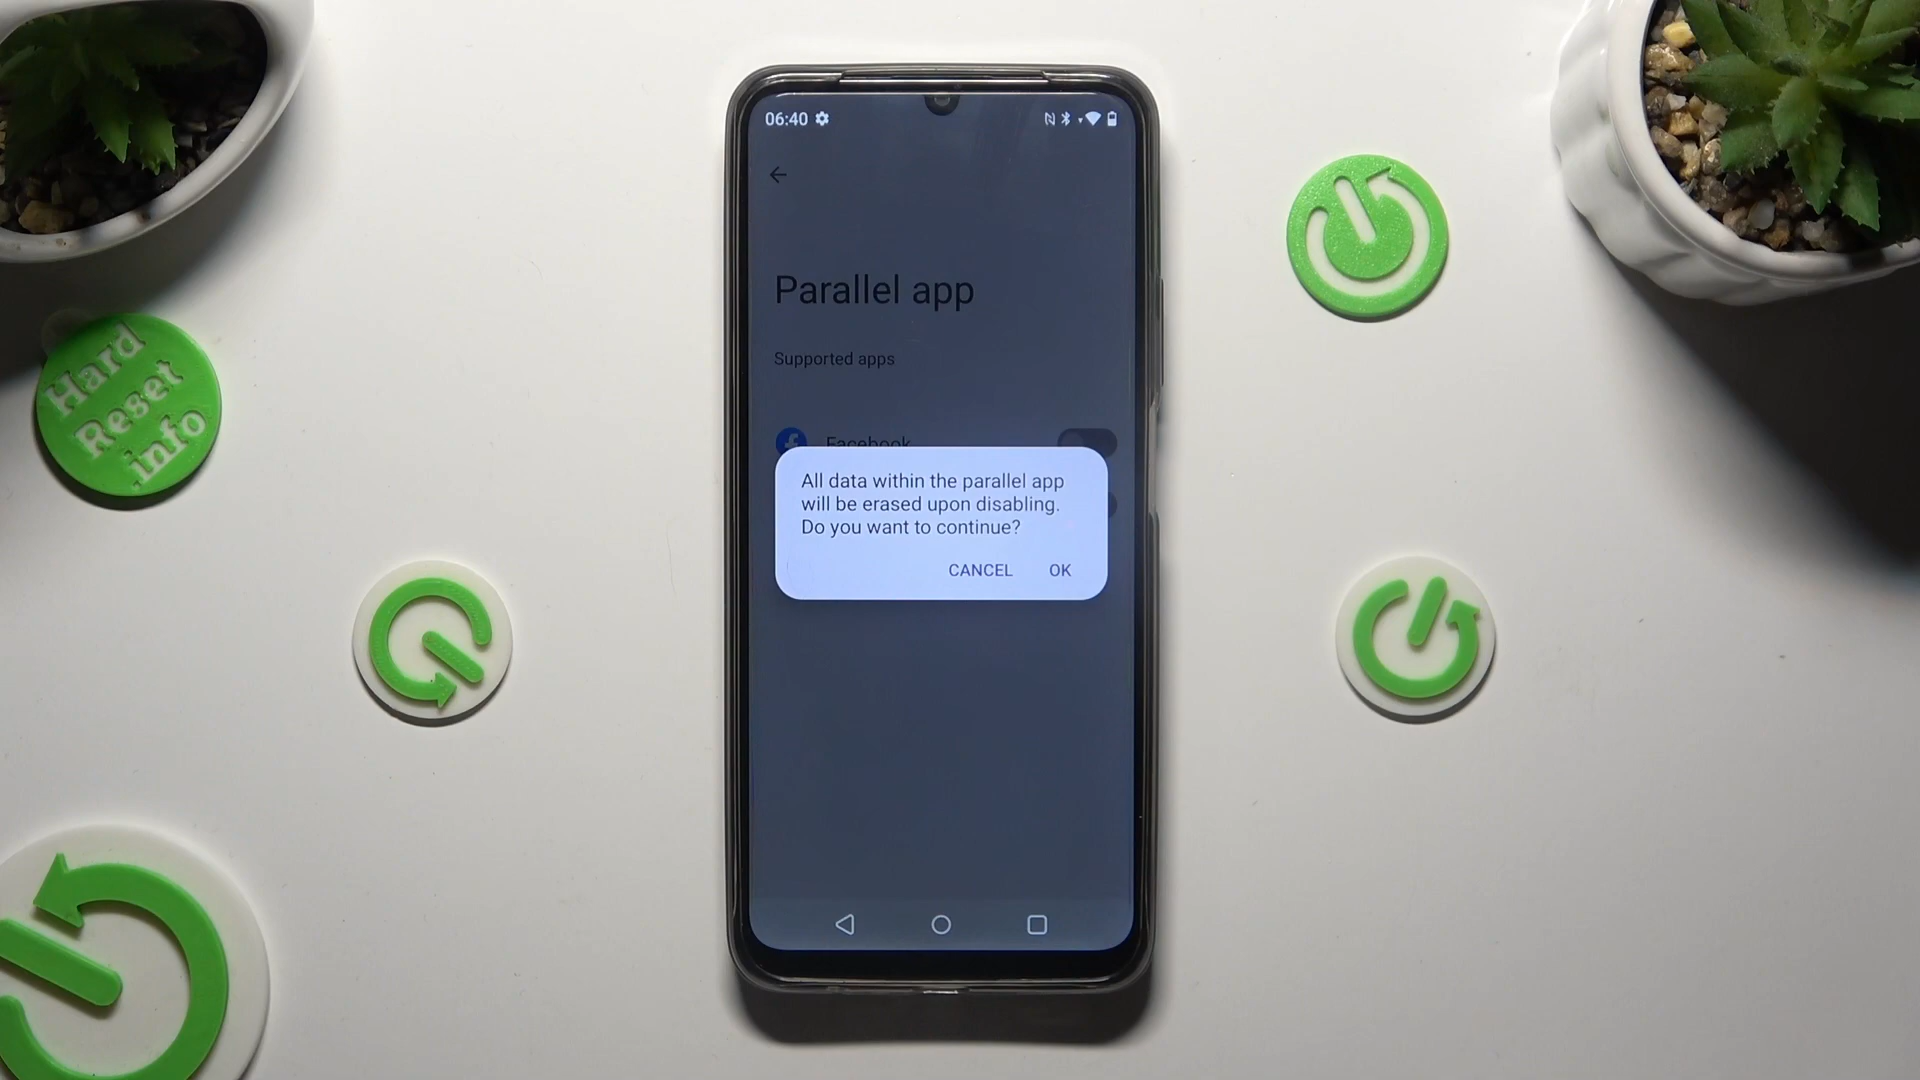 06:40
Parallel app
Supported apps
Facebook
All data within the parallel app
will be erased upon disabling.
Do you want to continue?
CANCEL OK
Hard
Reset
.info